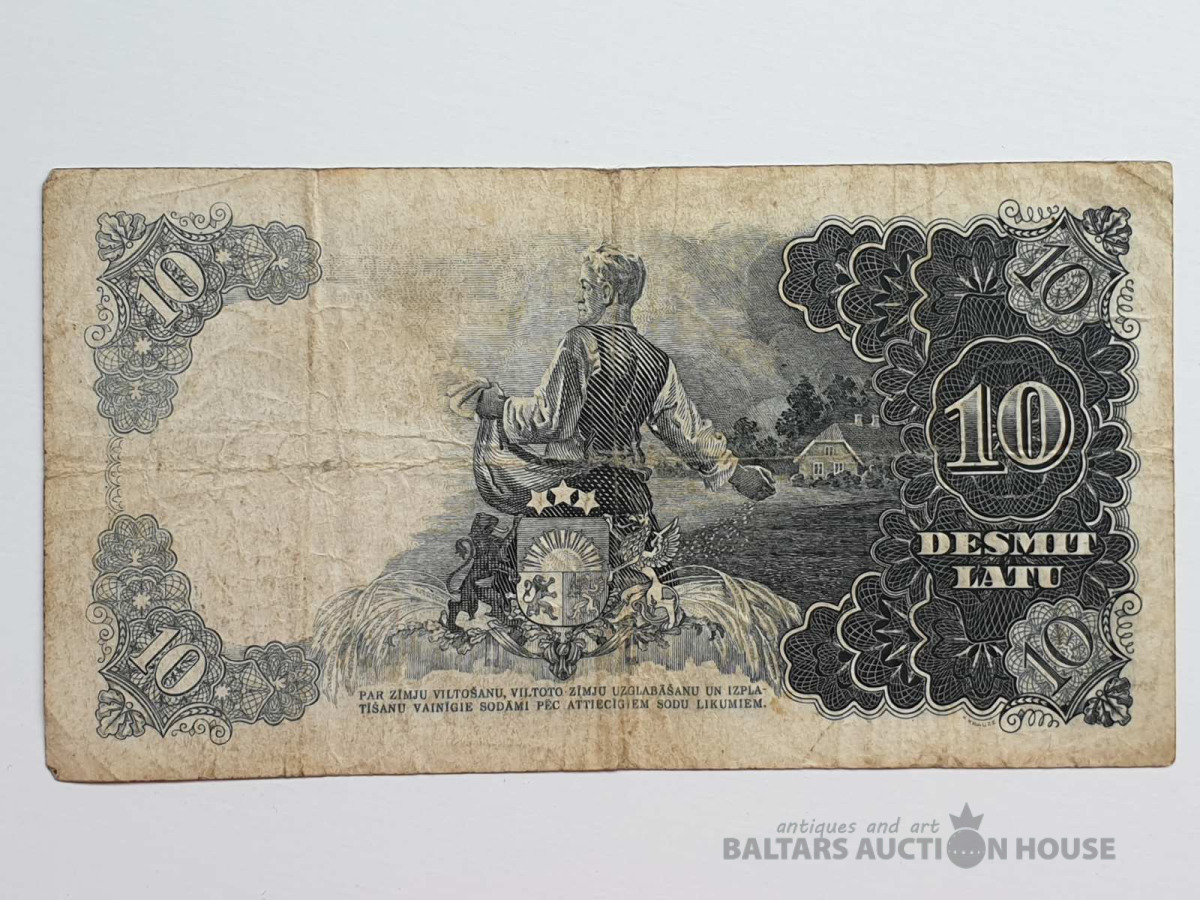 10
10
10
DESMIT
LATU
10
10
PAR ZĪMJU VILTOŠANU, VILTOTO ZĪMJU UZGLABĀŠANU UN IZPLA-
TĪŠANU VAINĪGIE SODĀMI PĒC ATTIECĪGIEM SODU LIKUMIEM.
antiques and art
BALTARS AUCTION HOUSE